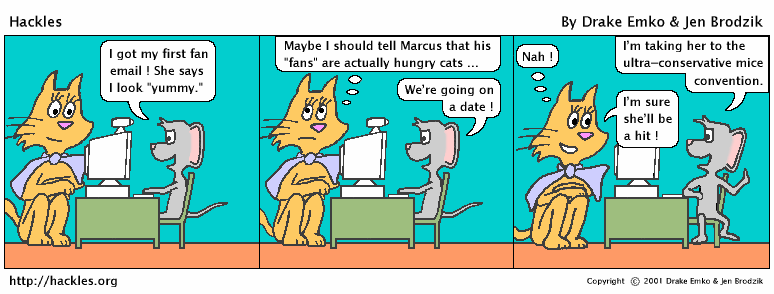 Hackles
By Drake Emko & Jen Brodzik
I got my first fan
email ! She says
I look "yummy."
Maybe I should tell Marcus that his
"fans" are actually hungry cats ...
We're going on
a date !
Nah !
I'm taking her to the
ultra-conservative mice
convention.
I'm sure
she'll be
a hit !
http://hackles.org
Copyright © 2001 Drake Emko & Jen Brodzik